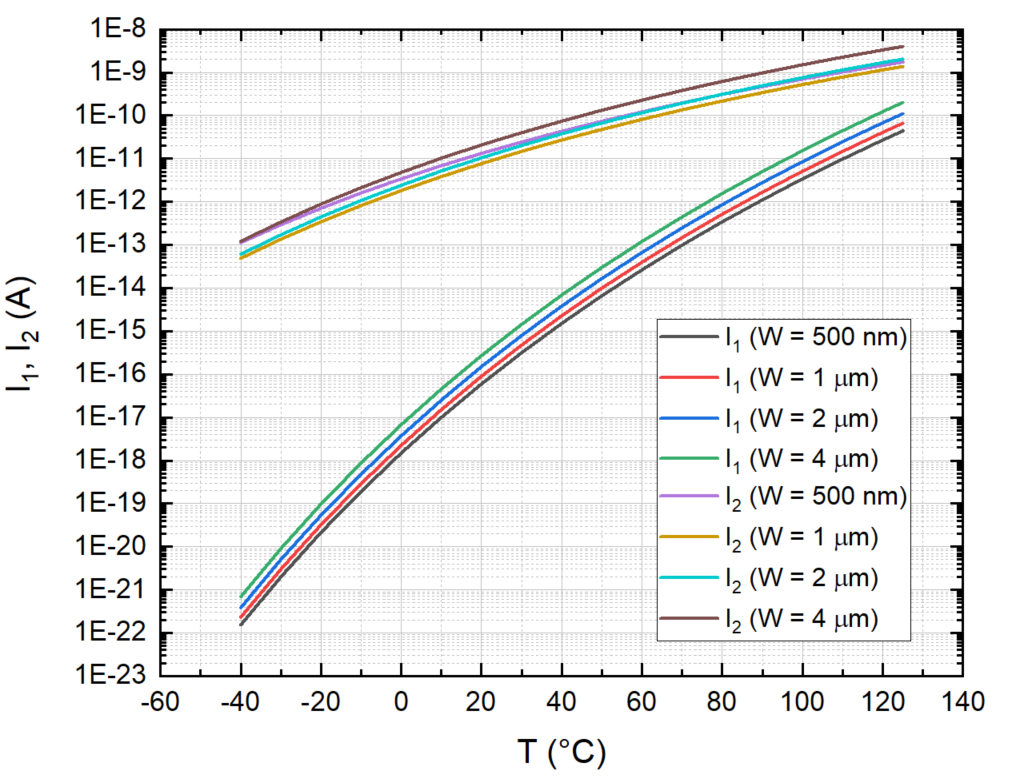 1E-8
1E-9
1E-10
1E-11
1E-12
1E-13
1E-14
1E-15
1E-16
1E-17
1E-18
1E-19
1E-20
1E-21
1E-22
1E-23
I₁, I₂ (A)
I₁ (W = 500 nm)
I₁ (W = 1 μm)
I₁ (W = 2 μm)
I₁ (W = 4 μm)
I₂ (W = 500 nm)
I₂ (W = 1 μm)
I₂ (W = 2 μm)
I₂ (W = 4 μm)
-60 -40 -20 0 20 40 60 80 100 120 140
T (°C)